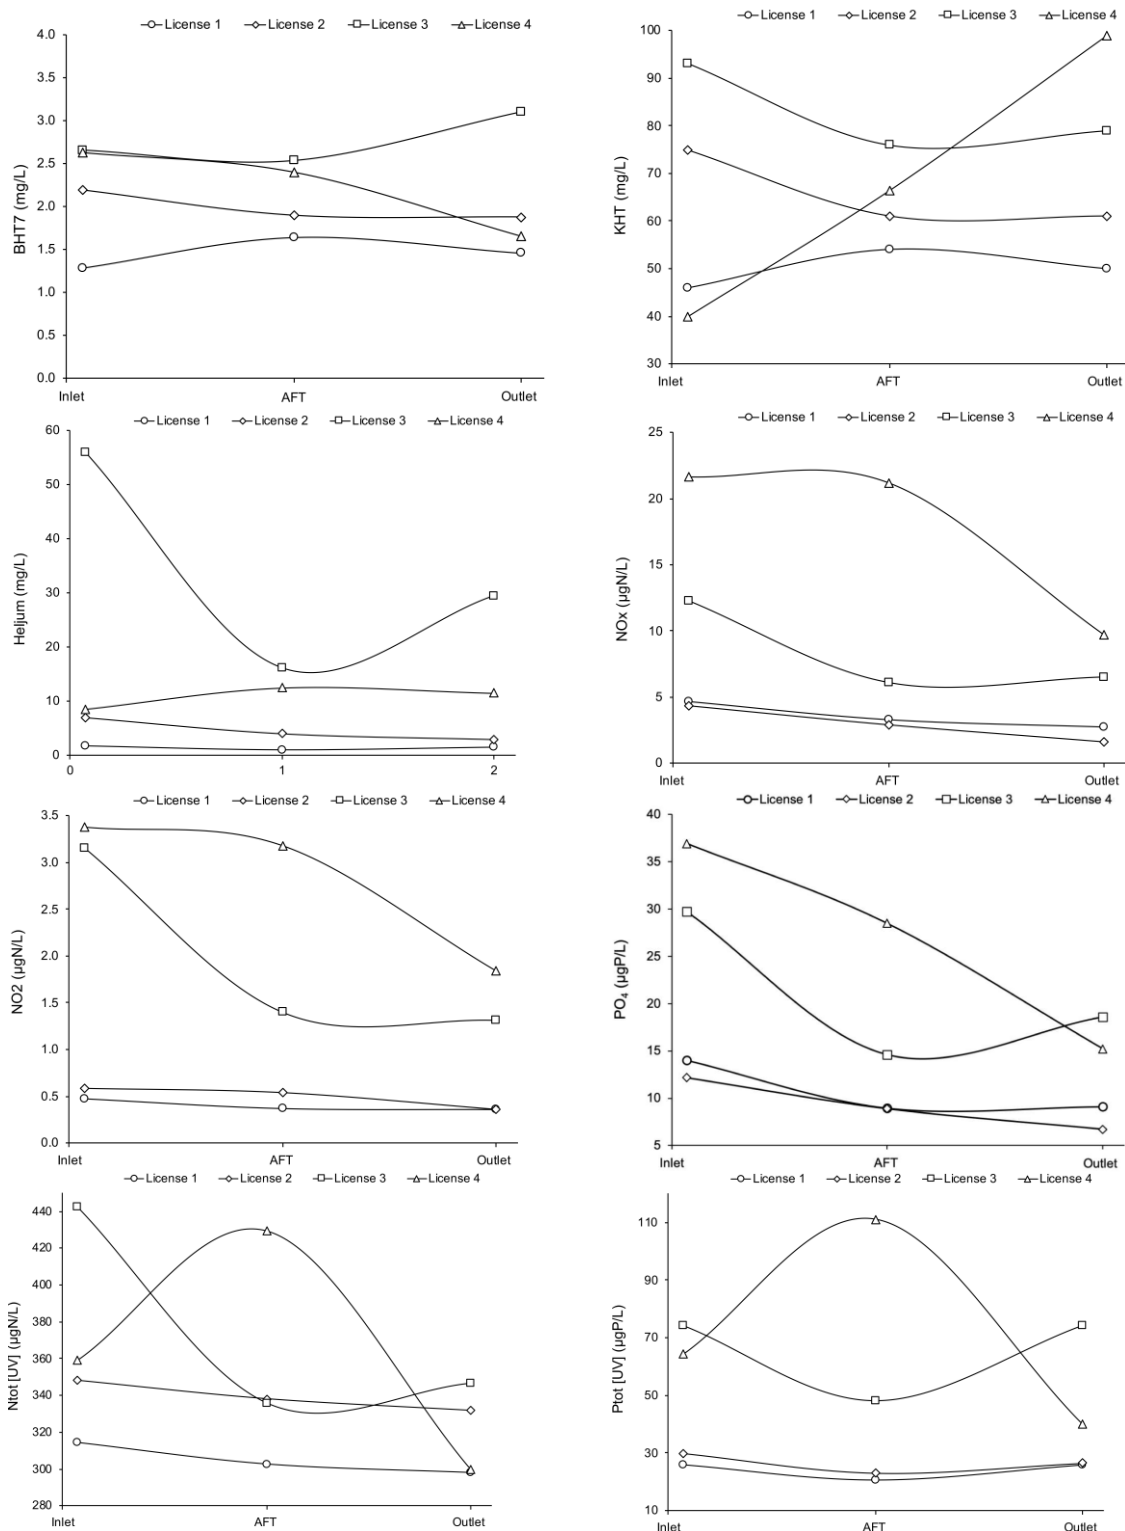 License 1 License 2 License 3 License 4
4.0
3.5
3.0
2.5
2.0
1.5
1.0
0.5
0.0
BHT7 (mg/L)
Inlet AFT Outlet
License 1 License 2 License 3 License 4
100
90
80
70
60
50
40
30
KHT (mg/L)
Inlet AFT Outlet
License 1 License 2 License 3 License 4
60
50
40
30
20
10
0
Heljum (mg/L)
0 1 2
License 1 License 2 License 3 License 4
25
20
15
10
5
0
NOx (µgN/L)
Inlet AFT Outlet
License 1 License 2 License 3 License 4
3.5
3.0
2.5
2.0
1.5
1.0
0.5
0.0
NO2 (µgN/L)
Inlet AFT Outlet
License 1 License 2 License 3 License 4
40
35
30
25
20
15
10
5
PO₄ (µgP/L)
Inlet AFT Outlet
License 1 License 2 License 3 License 4
440
420
400
380
360
340
320
300
280
Ntot [UV] (µgN/L)
Inlet AFT Outlet
License 1 License 2 License 3 License 4
110
90
70
50
30
10
Ptot [UV] (µgP/L)
Inlet AFT Outlet